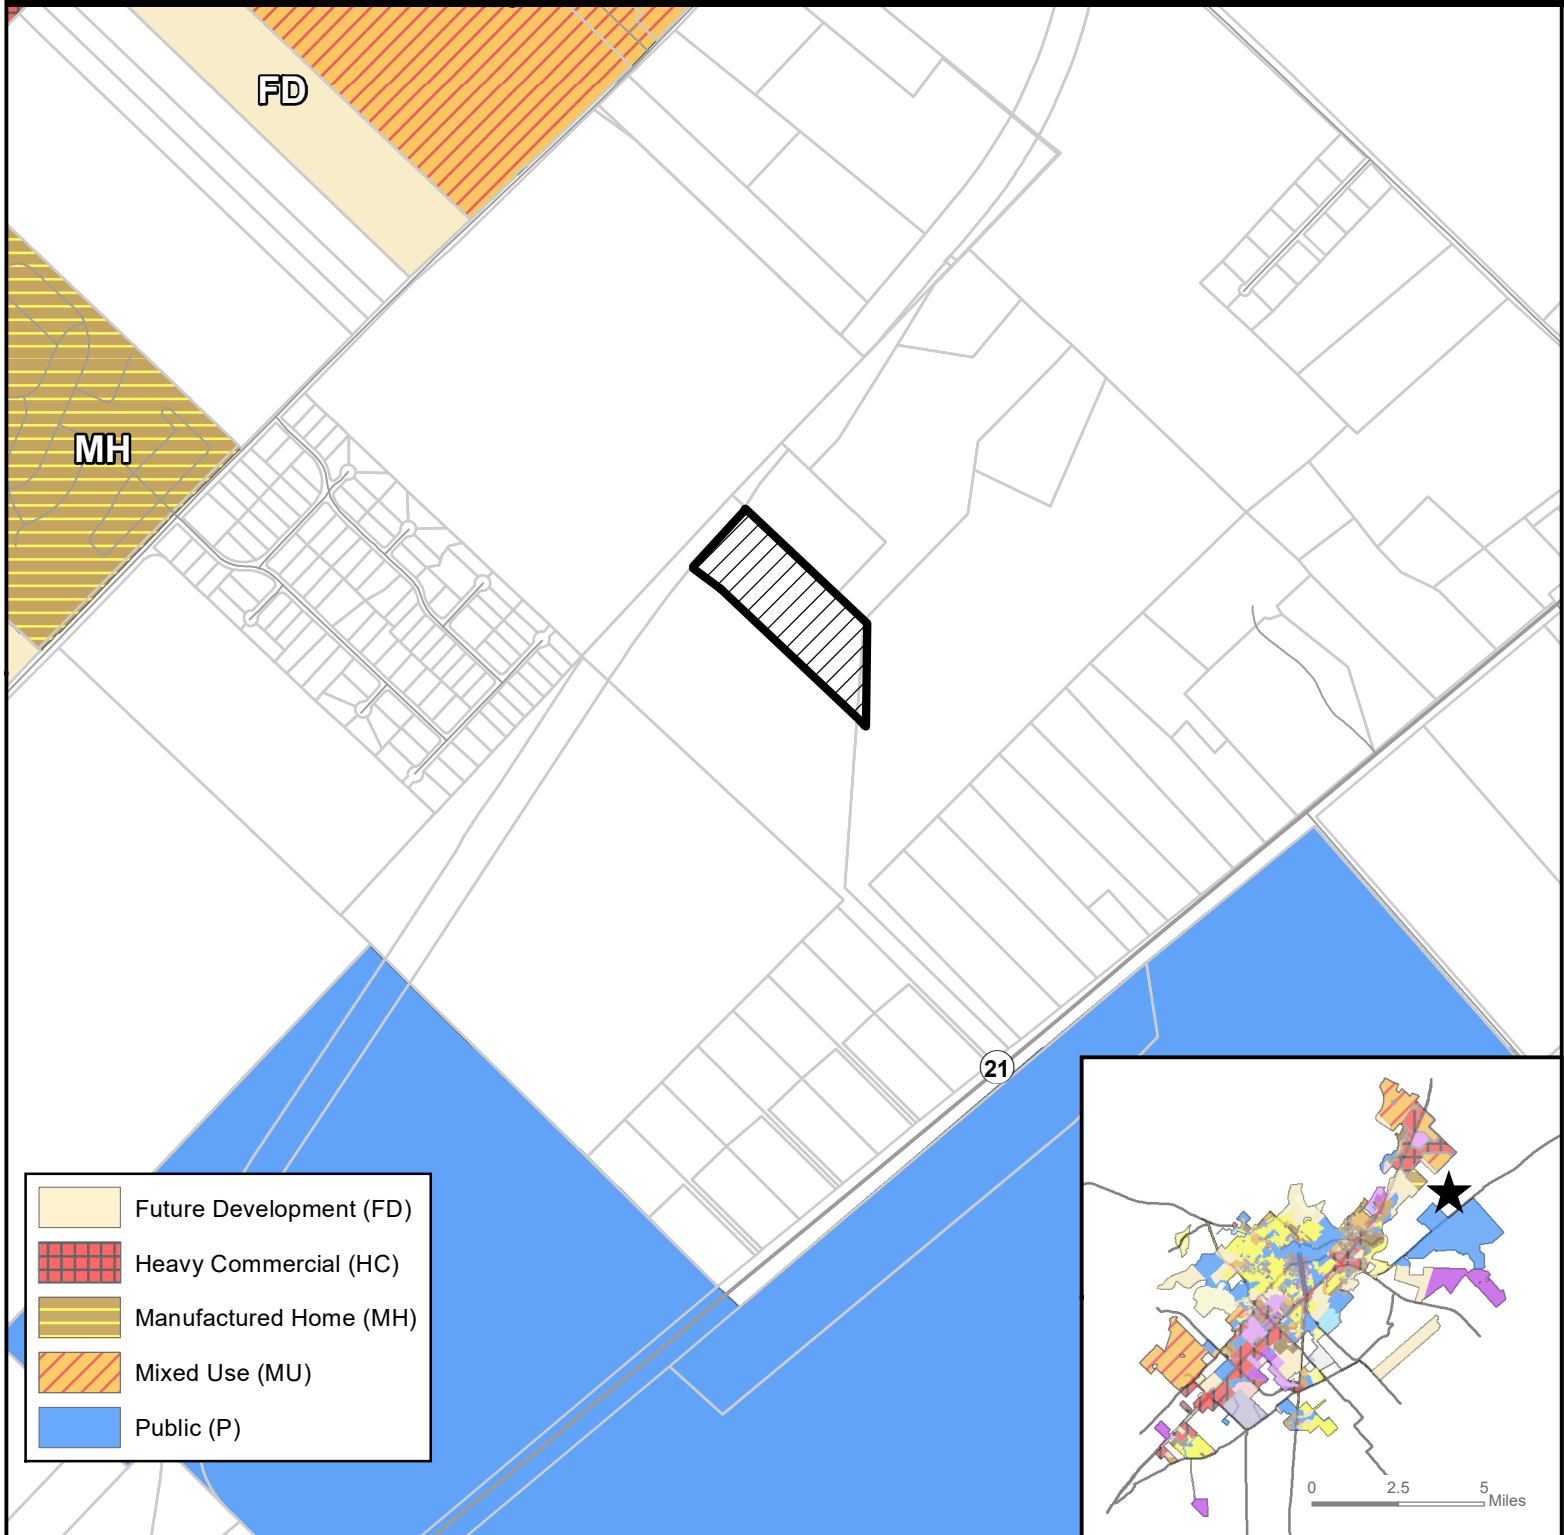 FD
MH
21
Future Development (FD)
Heavy Commercial (HC)
Manufactured Home (MH)
Mixed Use (MU)
Public (P)
0 2.5 5
Miles